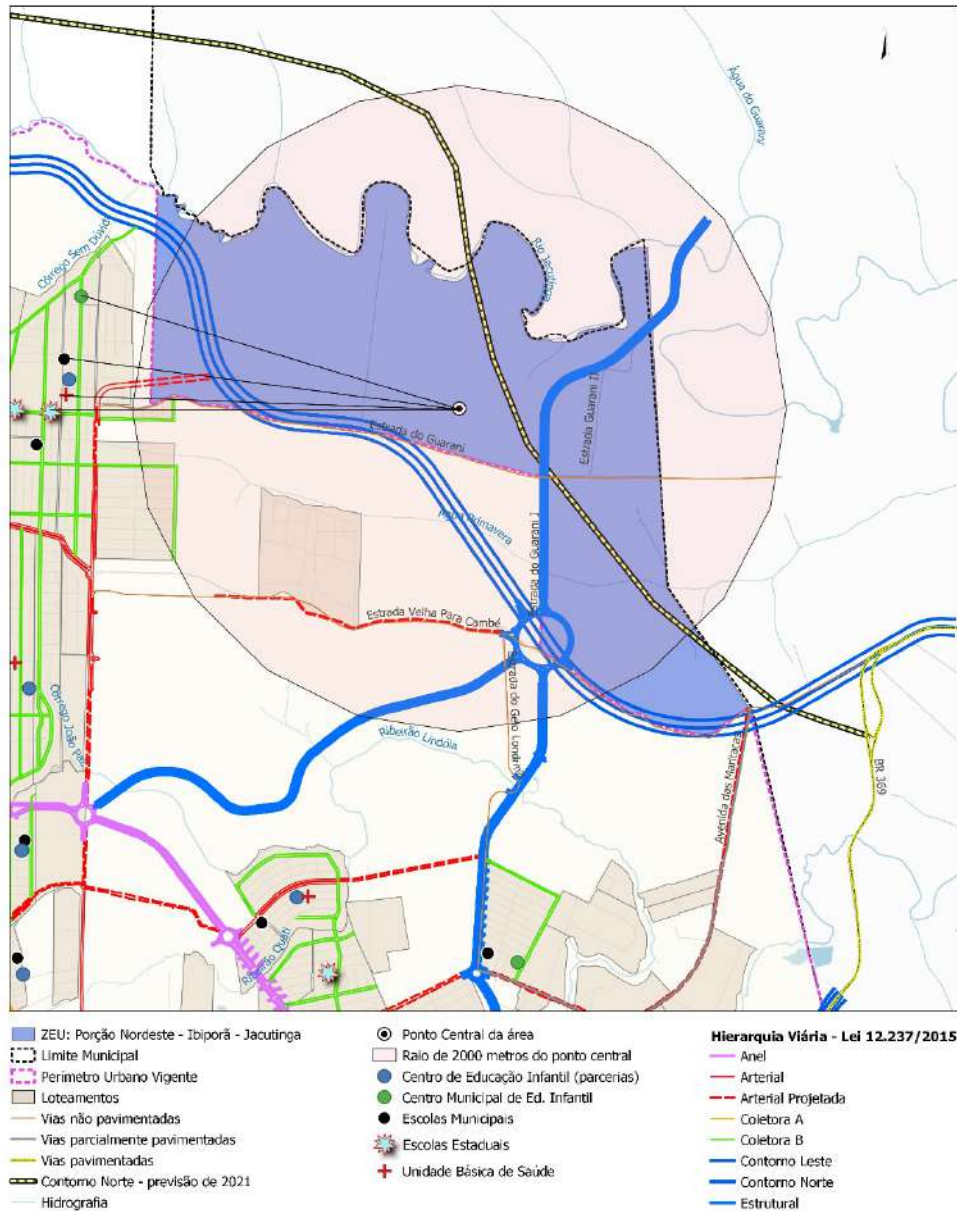 Água do Guarani
Córrego Sem Dúvida
Rio Jacutinga
Estrada Guarani II
Estrada do Guarani
Água Primavera
Estrada do Guarani I
Estrada Velha Para Cambé
Estrada do Gelo Londrina
Córrego João Paz
Ribeirão Lindóia
Avenida dos Maritacas
BR 369
Ribeirão Quati
ZEU: Porção Nordeste - Ibiporã - Jacutinga
Limite Municipal
Perímetro Urbano Vigente
Loteamentos
Vias não pavimentadas
Vias parcialmente pavimentadas
Vias pavimentadas
Contorno Norte - previsão de 2021
Hidrografia
Ponto Central da área
Raio de 2000 metros do ponto central
Centro de Educação Infantil (parcerias)
Centro Municipal de Ed. Infantil
Escolas Municipais
Escolas Estaduais
Unidade Básica de Saúde
Hierarquia Viária - Lei 12.237/2015
Anel
Arterial
Arterial Projetada
Coletora A
Coletora B
Contorno Leste
Contorno Norte
Estrutural